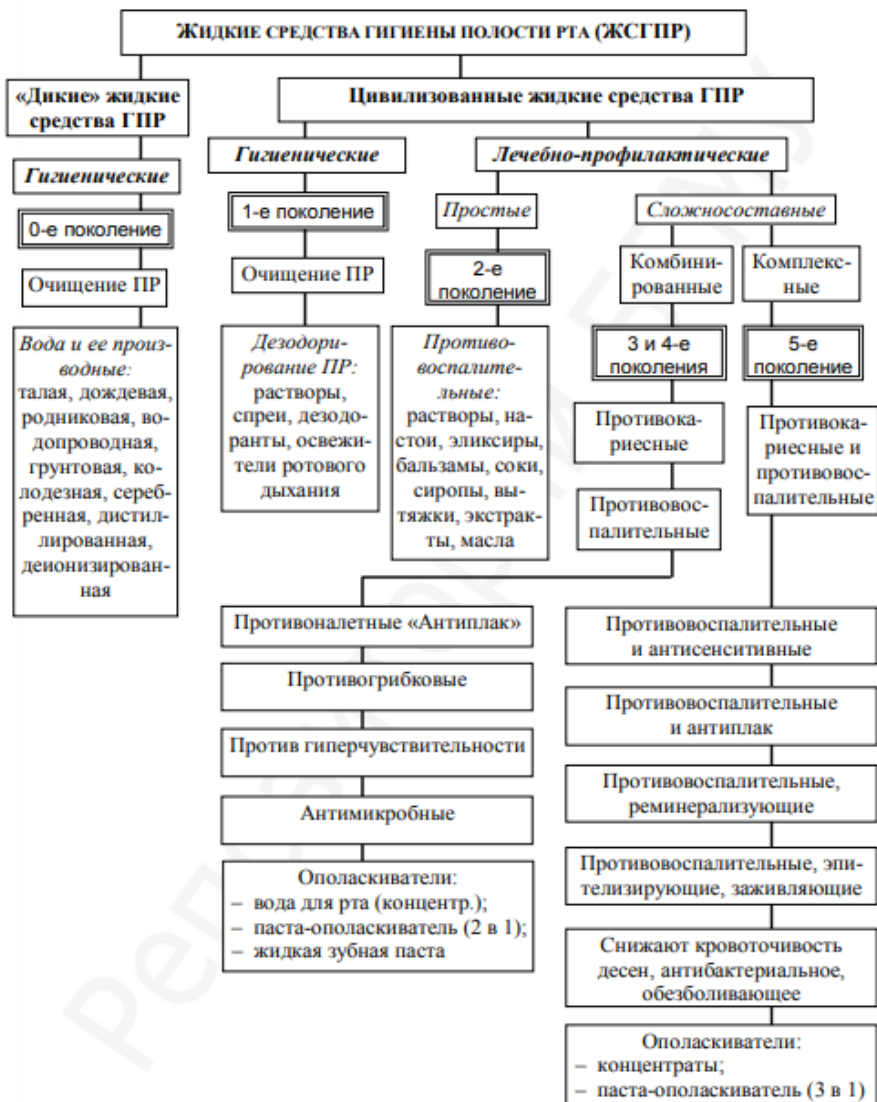 ЖИДКИЕ СРЕДСТВА ГИГИЕНЫ ПОЛОСТИ РТА (ЖСГПР)
«Дикие» жидкие
средства ГПР
Гигиенические
0-е поколение
Очищение ПР
Вода и ее произ-
водные:
талая, дождевая,
родниковая, во-
допроводная,
грунтовая, ко-
лодезная, сереб-
ренная, дистил-
лированная,
деионизирован-
ная
Цивилизованные жидкие средства ГПР
Гигиенические
1-е поколение
Очищение ПР
Дезодори-
рование ПР:
растворы,
спреи, дезодо-
ранты, освежи-
тели ротового
дыхания
Лечебно-профилактические
Простые
2-е
поколение
Противо-
воспалите-
льные:
растворы, на-
стои, эликсиры,
бальзамы, соки,
сиропы, вы-
тяжки, экстрак-
ты, масла
Сложносоставные
Комбини-
рованные
3 и 4-е
поколения
Противока-
риесные
Противовос-
палительные
Противоналетные «Антиплак»
Противогрибковые
Против гиперчувствительности
Антимикробные
Ополаскиватели:
– вода для рта (концентр.);
– паста-ополаскиватель (2 в 1);
– жидкая зубная паста
Комплекс-
ные
5-е
поколение
Противока-
риесные и
противовос-
палительные
Противовоспалительные
и антисенситивные
Противовоспалительные
и антиплак
Противовоспалительные,
реминерализующие
Противовоспалительные, эпи-
телизирующие, заживляющие
Снижают кровоточивость
десен, антибактериальное,
обезболивающее
Ополаскиватели:
– концентраты;
– паста-ополаскиватель (3 в 1)